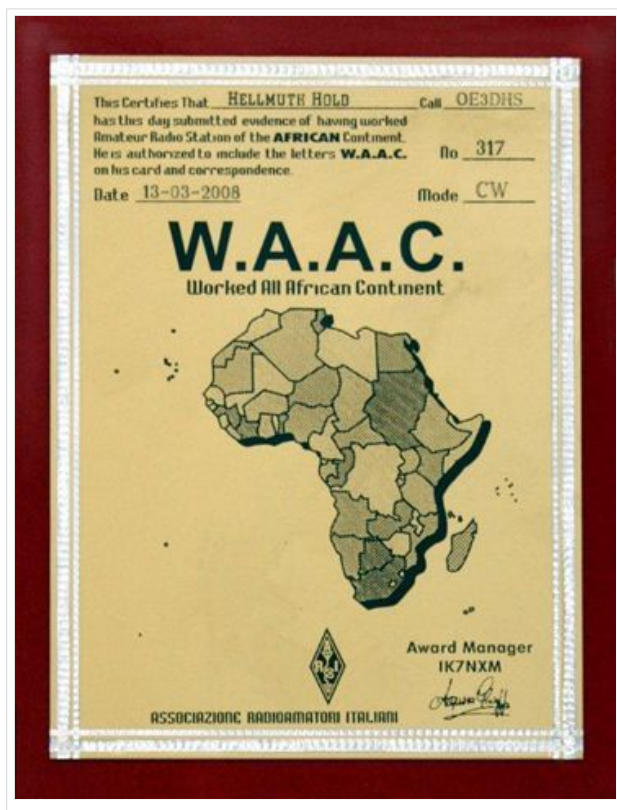 This Certifies That HELLMUTH HOLD Call OE3DHS
has this day submitted evidence of having worked
Amateur Radio Station of the AFRICAN Continent.
He is authorized to include the letters W.A.A.C.
on his card and correspondence.
No 317
Date 13-03-2008 Mode CW
W.A.A.C.
Worked All African Continent
A
R I
Award Manager
IK7NXM
ASSOCIAZIONE RADIOAMATORI ITALIANI